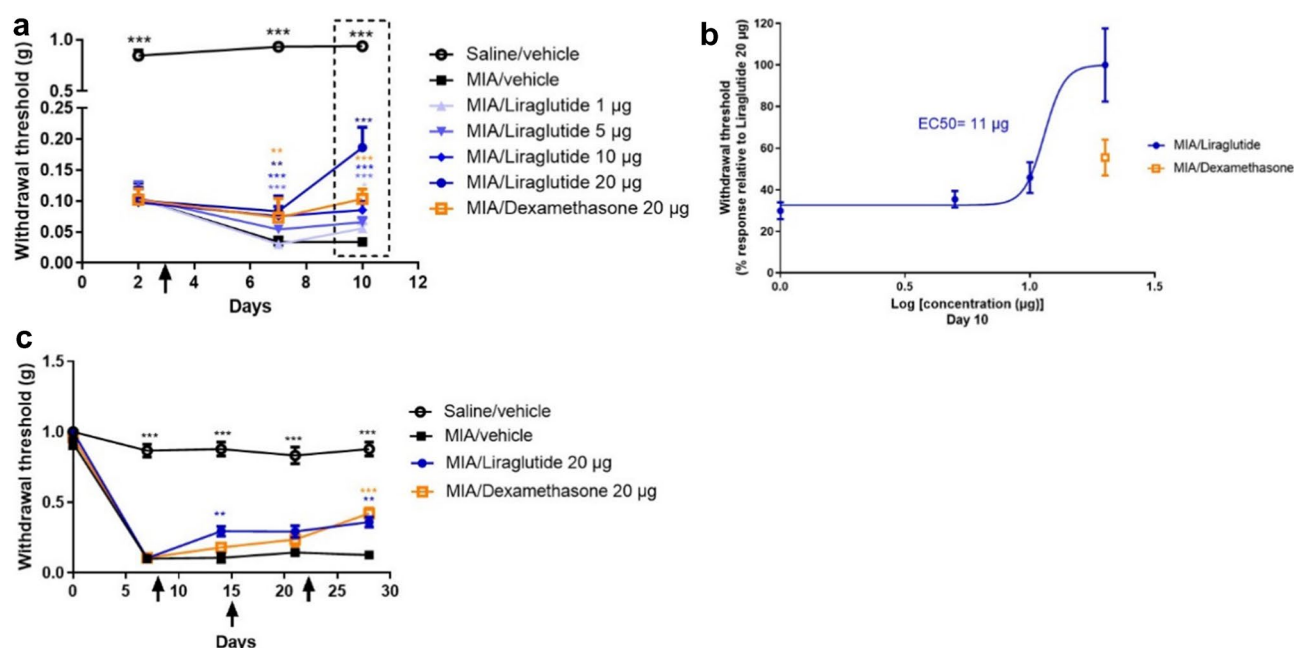 a
Withdrawal threshold (g)
1.0
0.5
0.25
0.20
0.15
0.10
0.05
0.00
***
***
***
***
**
**
***
***
***
***
***
0 2 4 6 8 10 12
Days
Saline/vehicle
MIA/vehicle
MIA/Liraglutide 1 µg
MIA/Liraglutide 5 µg
MIA/Liraglutide 10 µg
MIA/Liraglutide 20 µg
MIA/Dexamethasone 20 µg
b
Withdrawal threshold
(% response relative to Liraglutide 20 µg)
120
100
80
60
40
20
0
EC50= 11 µg
0.0 0.5 1.0 1.5
Log [concentration (µg)]
Day 10
MIA/Liraglutide
MIA/Dexamethasone
c
Withdrawal threshold (g)
1.5
1.0
0.5
0.0
*** *** *** ***
**
***
**
0 5 10 15 20 25 30
Days
Saline/vehicle
MIA/vehicle
MIA/Liraglutide 20 µg
MIA/Dexamethasone 20 µg